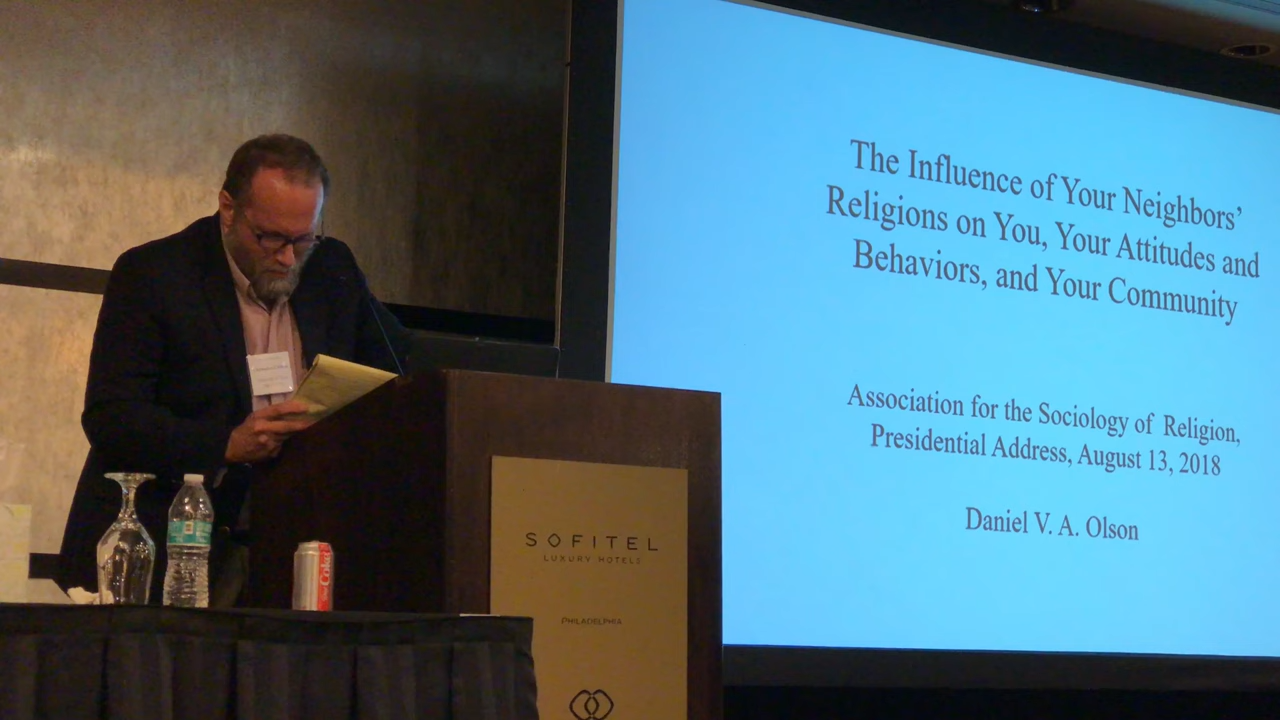 The Influence of Your Neighbors’
Religions on You, Your Attitudes and
Behaviors, and Your Community
Association for the Sociology of Religion,
Presidential Address, August 13, 2018
Daniel V. A. Olson
SOFITEL
LUXURY HOTELS
PHILADELPHIA
Coke